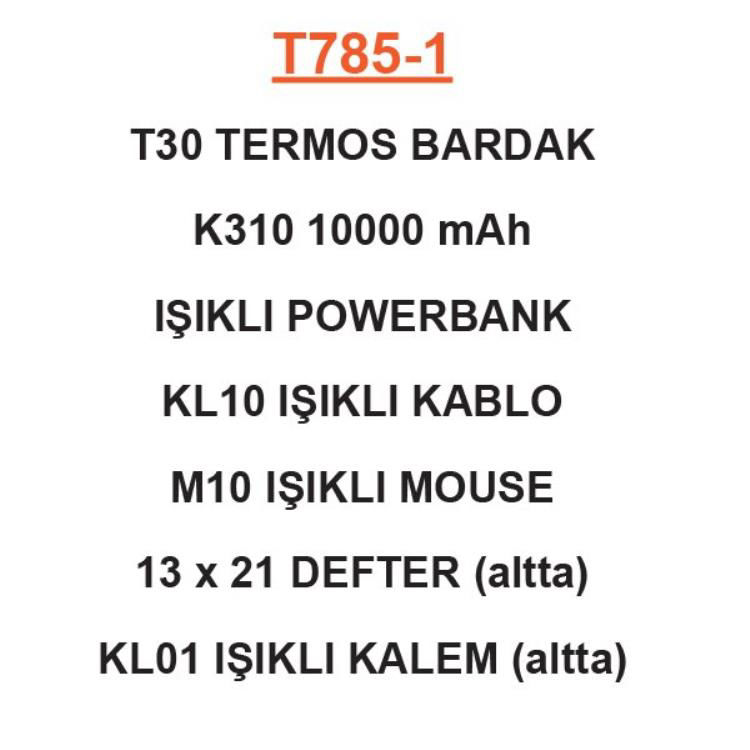 T785-1
T30 TERMOS BARDAK
K310 10000 mAh
IŞIKLI POWERBANK
KL10 IŞIKLI KABLO
M10 IŞIKLI MOUSE
13 x 21 DEFTER (altta)
KL01 IŞIKLI KALEM (altta)